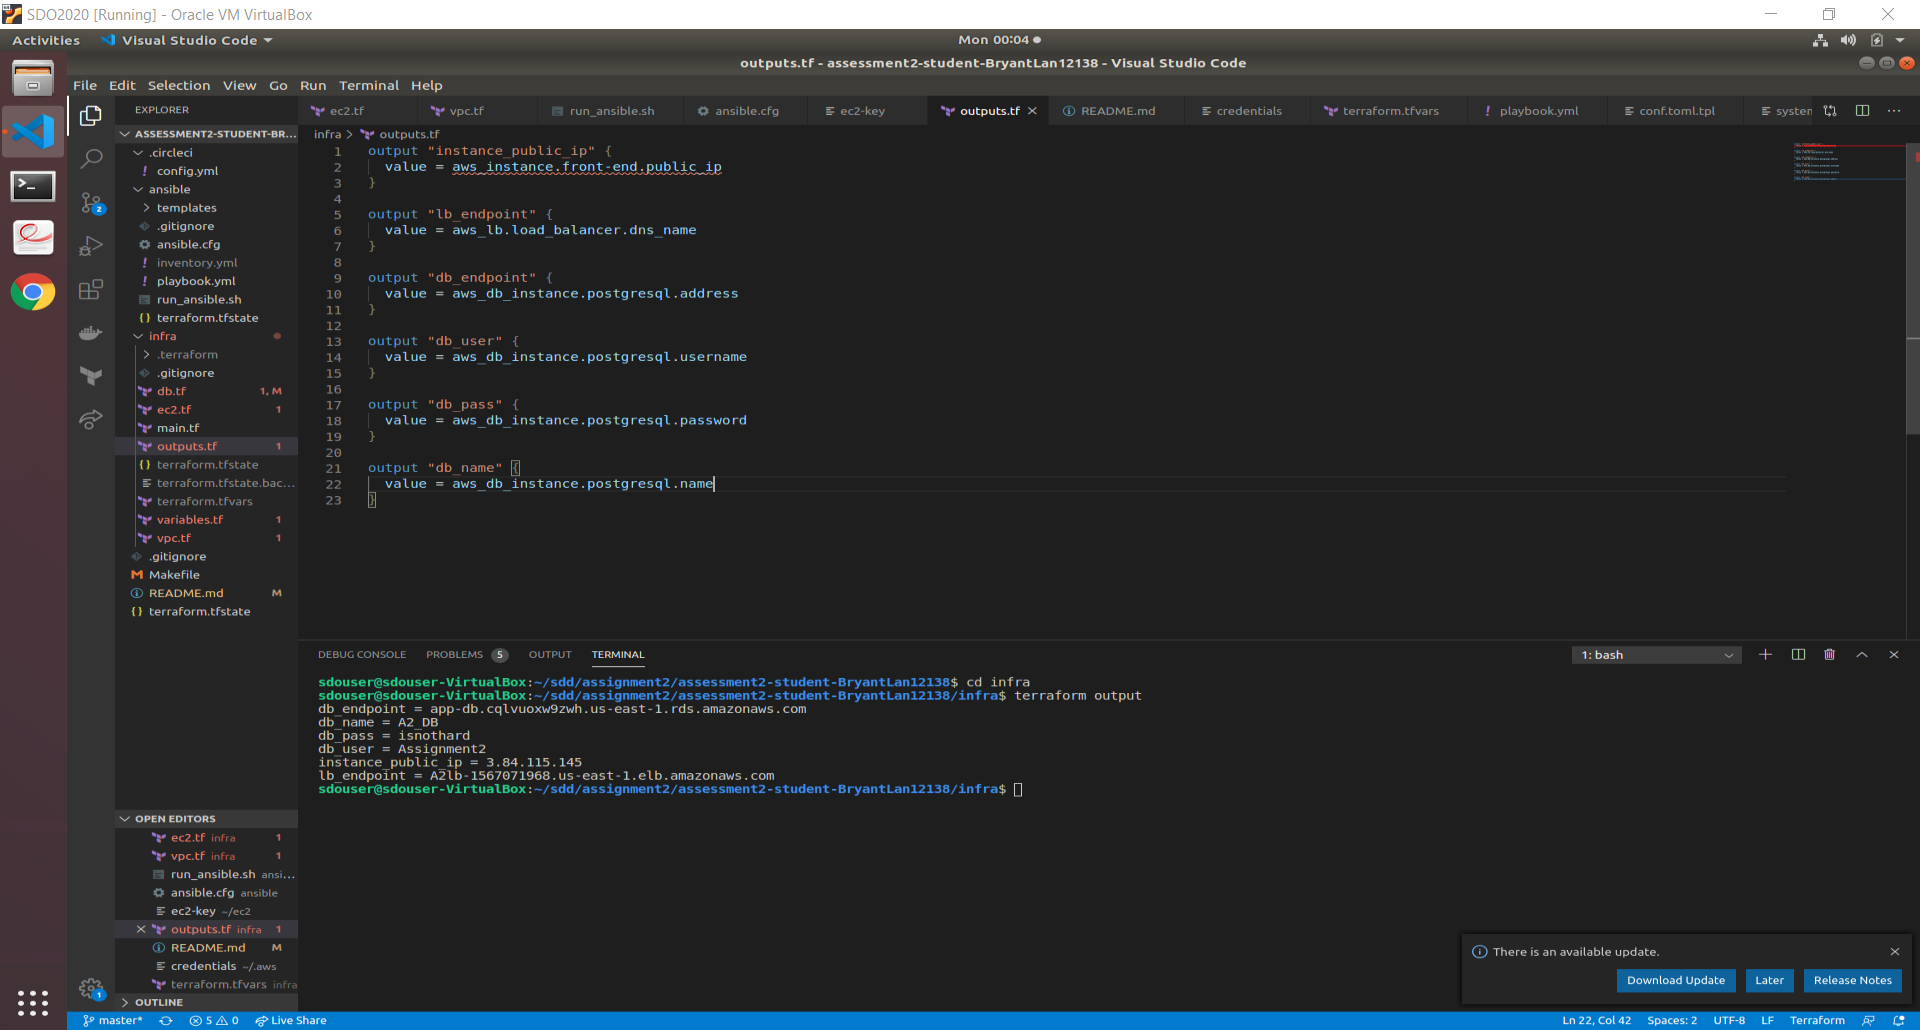 SDO2020 [Running] - Oracle VM VirtualBox
Activities
Visual Studio Code
Mon 00:04
outputs.tf - assessment2-student-BryantLan12138 - Visual Studio Code
File Edit Selection View Go Run Terminal Help
EXPLORER
ec2.tf
vpc.tf
run_ansible.sh
ansible.cfg
ec2-key
outputs.tf
README.md
credentials
terraform.tfvars
playbook.yml
conf.toml.tpl
system
ASSESSMENT2-STUDENT-BR...
.circleci
config.yml
ansible
templates
.gitignore
ansible.cfg
inventory.yml
playbook.yml
run_ansible.sh
terraform.tfstate
infra
.terraform
.gitignore
db.tf 1, M
ec2.tf 1
main.tf
outputs.tf 1
terraform.tfstate
terraform.tfstate.bac...
terraform.tfvars
variables.tf 1
vpc.tf 1
.gitignore
Makefile
README.md M
terraform.tfstate
infra > outputs.tf
1 output "instance_public_ip" {
2 value = aws_instance.front-end.public_ip
3 }
4
5 output "lb_endpoint" {
6 value = aws_lb.load_balancer.dns_name
7 }
8
9 output "db_endpoint" {
10 value = aws_db_instance.postgresql.address
11 }
12
13 output "db_user" {
14 value = aws_db_instance.postgresql.username
15 }
16
17 output "db_pass" {
18 value = aws_db_instance.postgresql.password
19 }
20
21 output "db_name" {
22 value = aws_db_instance.postgresql.name
23 }
DEBUG CONSOLE PROBLEMS 5 OUTPUT TERMINAL
1: bash
sdouser@sdouser-VirtualBox:~/sdd/assignment2/assessment2-student-BryantLan12138$ cd infra
sdouser@sdouser-VirtualBox:~/sdd/assignment2/assessment2-student-BryantLan12138/infra$ terraform output
db_endpoint = app-db.cqlvuoxw9zwh.us-east-1.rds.amazonaws.com
db_name = A2_DB
db_pass = isnothard
db_user = Assignment2
instance_public_ip = 3.84.115.145
lb_endpoint = A2lb-1567071968.us-east-1.elb.amazonaws.com
sdouser@sdouser-VirtualBox:~/sdd/assignment2/assessment2-student-BryantLan12138/infra$
OPEN EDITORS
ec2.tf infra 1
vpc.tf infra 1
run_ansible.sh ansi...
ansible.cfg ansible
ec2-key ~/ec2
outputs.tf infra 1
README.md M
credentials ~/.aws
terraform.tfvars infra
OUTLINE
2
1
There is an available update.
Download Update
Later
Release Notes
master*
5 0
Live Share
Ln 22, Col 42
Spaces: 2
UTF-8
LF
Terraform